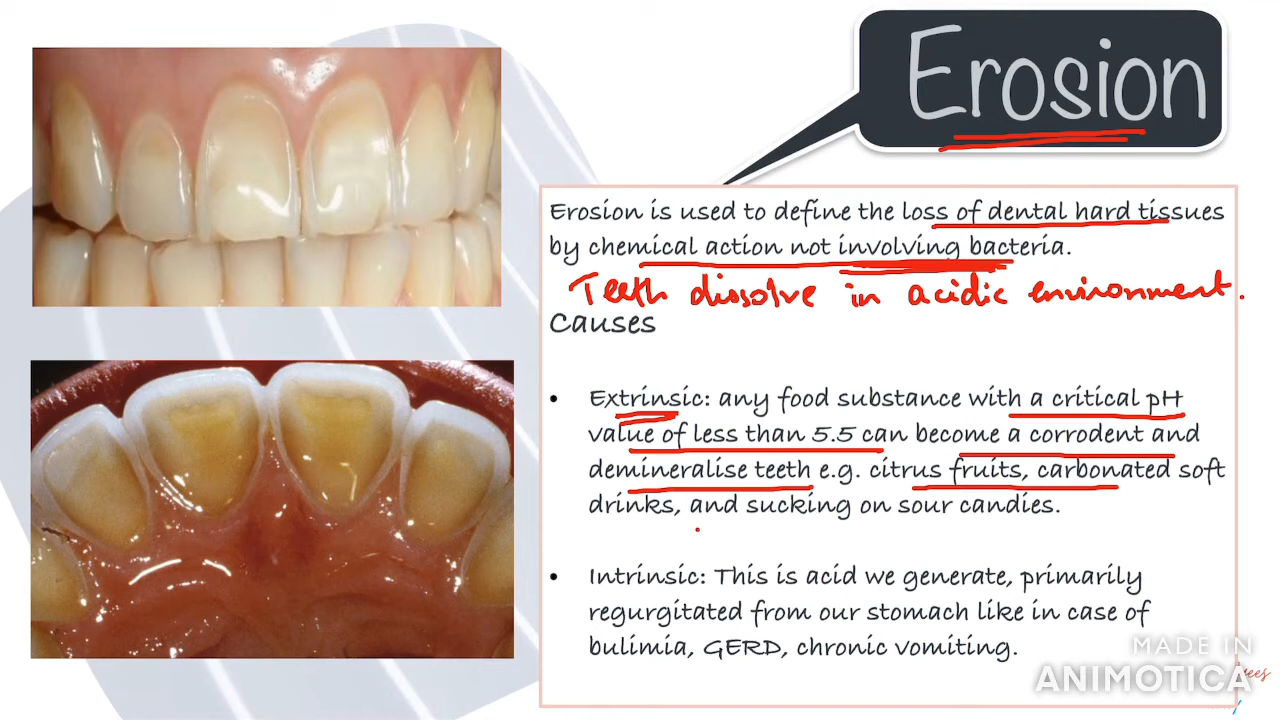 Erosion
Erosion is used to define the loss of dental hard tissues
by chemical action not involving bacteria.
Teeth dissolve in acidic environment.
Causes
• Extrinsic: any food substance with a critical pH
value of less than 5.5 can become a corrodent and
demineralise teeth e.g. citrus fruits, carbonated soft
drinks, and sucking on sour candies.
• Intrinsic: This is acid we generate, primarily
regurgitated from our stomach like in case of
bulimia, GERD, chronic vomiting.
MADE IN
ANIMOTICA